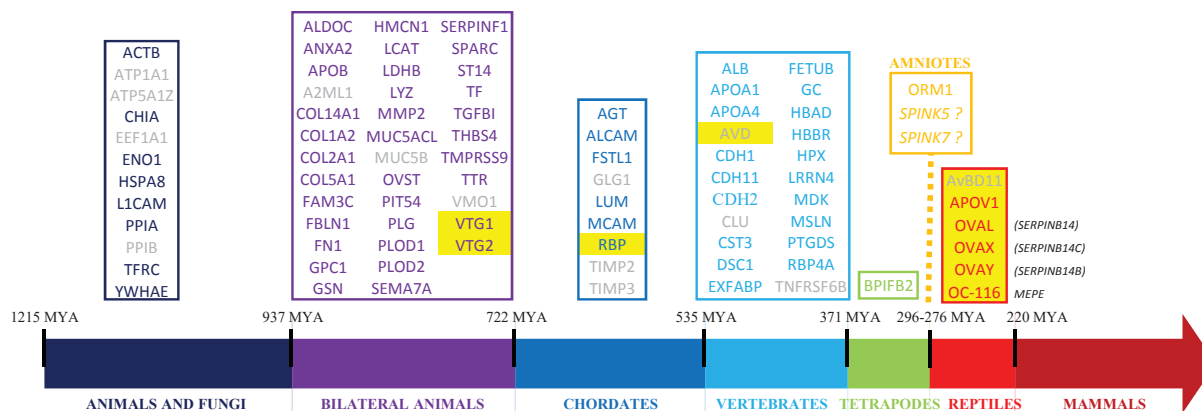 ACTB
ATP1A1
ATP5A1Z
CHIA
EEF1A1
ENO1
HSPA8
L1CAM
PPIA
PPIB
TFRC
YWHAE
ALDOC
ANXA2
APOB
A2ML1
COL14A1
COL1A2
COL2A1
COL5A1
FAM3C
FBLN1
FN1
GPC1
GSN
HMCN1
LCAT
LDHB
LYZ
MMP2
MUC5ACL
MUC5B
OVST
PIT54
PLG
PLOD1
PLOD2
SEMA7A
SERPINF1
SPARC
ST14
TF
TGFBI
THBS4
TMPRSS9
TTR
VMO1
VTG1
VTG2
AGT
ALCAM
FSTL1
GLG1
LUM
MCAM
RBP
TIMP2
TIMP3
ALB
APOA1
APOA4
AVD
CDH1
CDH11
CDH2
CLU
CST3
DSC1
EXFABP
FETUB
GC
HBAD
HBBR
HPX
LRRN4
MDK
MSLN
PTGDS
RBP4A
TNFRSF6B
BPIFB2
AMNIOTES
ORM1
SPINK5 ?
SPINK7 ?
AvBD11
APOV1
OVAL (SERPINB14)
OVAX (SERPINB14C)
OVAY (SERPINB14B)
OC-116 MEPE
1215 MYA 937 MYA 722 MYA 535 MYA 371 MYA 296-276 MYA 220 MYA
ANIMALS AND FUNGI BILATERAL ANIMALS CHORDATES VERTEBRATES TETRAPODES REPTILES MAMMALS